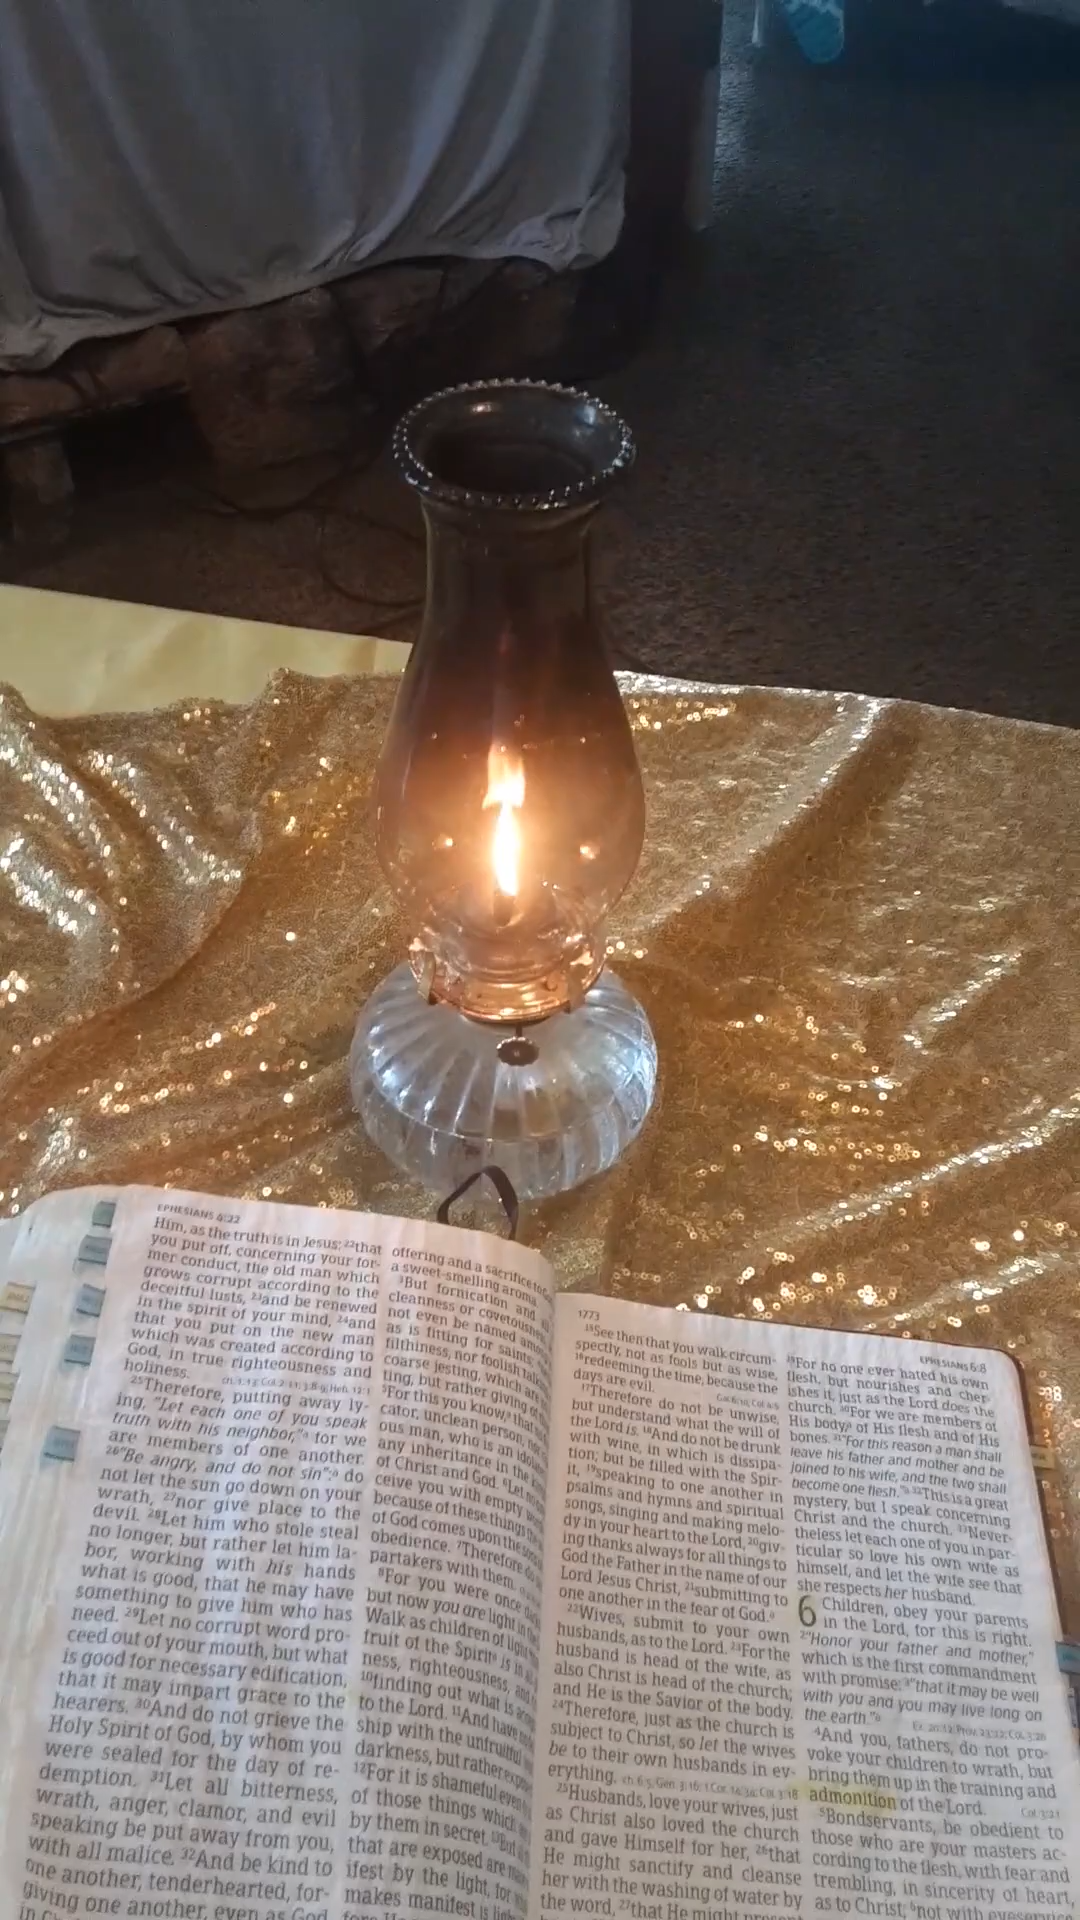 EPHESIANS 4:22
Him, as the truth is in Jesus; 22that
you put off, concerning your for-
mer conduct, the old man which
grows corrupt according to the
deceitful lusts, 23and be renewed
in the spirit of your mind, 24and
that you put on the new man
which was created according to
God, in true righteousness and
holiness.
25Therefore, putting away ly-
ing, "Let each one of you speak
truth with his neighbor," for we
are members of one another.
26"Be angry, and do not sin": do
not let the sun go down on your
wrath, 27nor give place to the
devil. 28Let him who stole steal
no longer, but rather let him la-
bor, working with his hands
what is good, that he may have
something to give him who has
need. 29Let no corrupt word pro-
ceed out of your mouth, but what
is good for necessary edification,
that it may impart grace to the
hearers. 30And do not grieve the
Holy Spirit of God, by whom you
were sealed for the day of re-
demption. 31Let all bitterness,
wrath, anger, clamor, and evil
speaking be put away from you,
with all malice. 32And be kind to
one another, tenderhearted, for-
giving one another, even as God
in
offering and a sacrifice to
a sweet-smelling aroma.
3But fornication and
cleanness or covetousness
not even be named
as is fitting for saints;
filthiness, nor foolish
coarse jesting, which are
ting, but rather giving of
5For this you know, that no
cator, unclean person, nor
ous man, who is an idolater
any inheritance in the
of Christ and God. 6Let no
ceive you with empty
because of these things
of God comes upon the sons
obedience. 7Therefore do
partakers with them.
8For you were once
but now you are light in the
Walk as children of light
fruit of the Spirit is in all
ness, righteousness, and
10finding out what is
to the Lord. 11And have
ship with the unfruitful
darkness, but rather expose
12For it is shameful even
of those things which
by them in secret. 13But
that are exposed are
ifest by the light, for
makes manifest is light
1773
15See then that you walk circum-
spectly, not as fools but as wise,
16redeeming the time, because the
days are evil.
17Therefore do not be unwise,
but understand what the will of
the Lord is. 18And do not be drunk
with wine, in which is dissipa-
tion; but be filled with the Spir-
it, 19speaking to one another in
psalms and hymns and spiritual
songs, singing and making melo-
dy in your heart to the Lord, 20giv-
ing thanks always for all things to
God the Father in the name of our
Lord Jesus Christ, 21submitting to
one another in the fear of God.
22Wives, submit to your own
husbands, as to the Lord. 23For the
husband is head of the wife, as
also Christ is head of the church;
and He is the Savior of the body.
24Therefore, just as the church is
subject to Christ, so let the wives
be to their own husbands in ev-
erything.
25Husbands, love your wives, just
as Christ also loved the church
and gave Himself for her, 26that
He might sanctify and cleanse
her with the washing of water by
the word, 27that He might present
EPHESIANS 6:8
29For no one ever hated his own
flesh, but nourishes and cher-
ishes it, just as the Lord does the
church. 30For we are members of
His body, of His flesh and of His
bones. 31"For this reason a man shall
leave his father and mother and be
joined to his wife, and the two shall
become one flesh." 32This is a great
mystery, but I speak concerning
Christ and the church. 33Never-
theless let each one of you in par-
ticular so love his own wife as
himself, and let the wife see that
she respects her husband.
6 Children, obey your parents
in the Lord, for this is right.
2"Honor your father and mother,"
which is the first commandment
with promise: 3"that it may be well
with you and you may live long on
the earth."
Ex. 20:12; Prov. 23:22; Col. 3:20
4And you, fathers, do not pro-
voke your children to wrath, but
bring them up in the training and
admonition of the Lord. Col 3:21
5Bondservants, be obedient to
those who are your masters ac-
cording to the flesh, with fear and
trembling, in sincerity of heart,
as to Christ; 6not with eyeservice